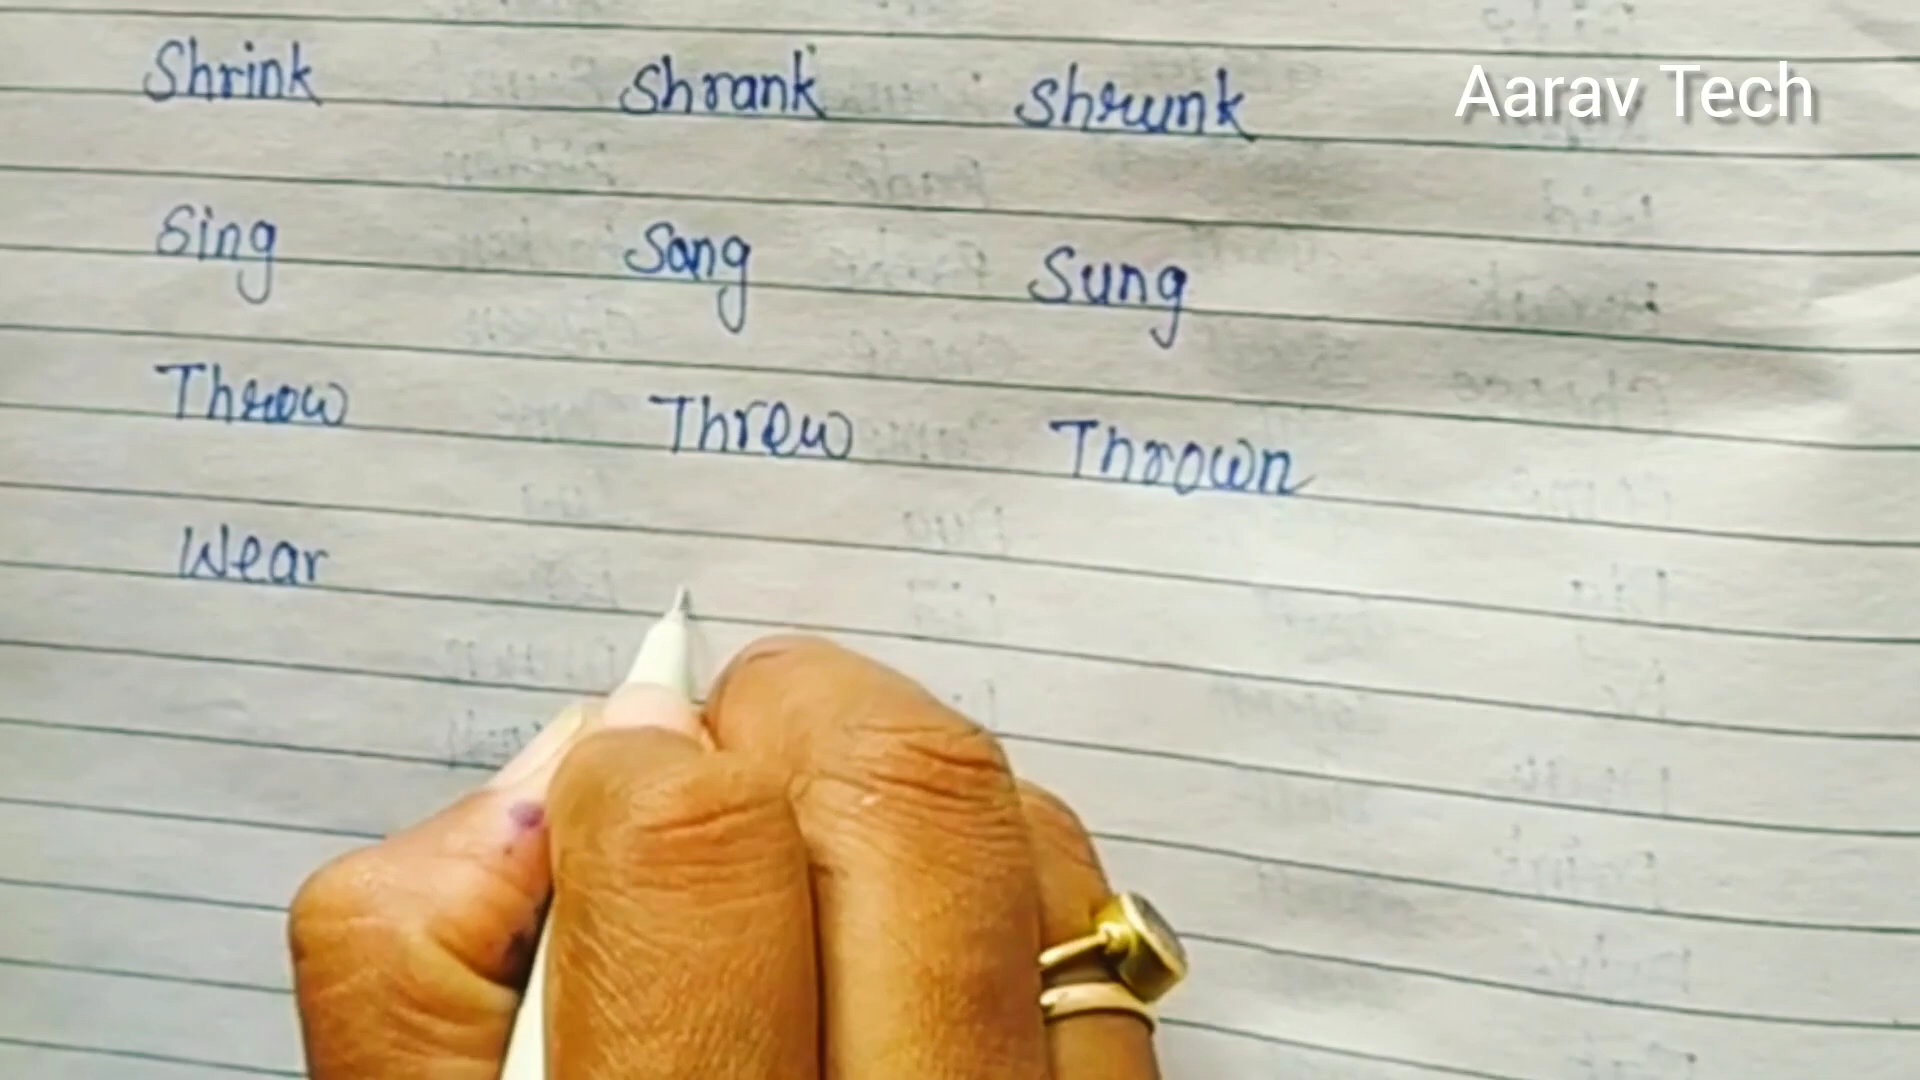 Shrink Shrank Shrunk
Aarav Tech
Sing Sang Sung
Throw Threw Thrown
Wear